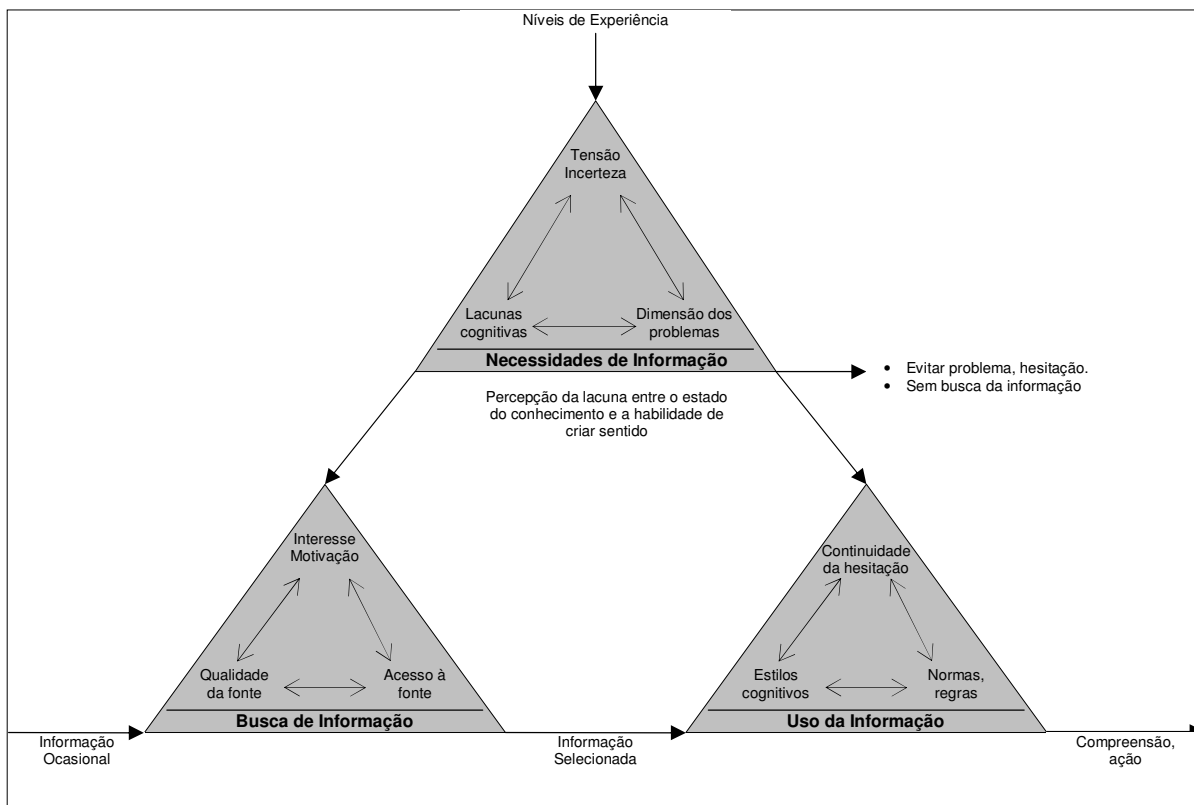 Níveis de Experiência
Tensão
Incerteza
Lacunas
cognitivas
Dimensão dos
problemas
Necessidades de Informação
• Evitar problema, hesitação.
• Sem busca da informação
Percepção da lacuna entre o estado
do conhecimento e a habilidade de
criar sentido
Interesse
Motivação
Qualidade
da fonte
Acesso à
fonte
Busca de Informação
Continuidade
da hesitação
Estilos
cognitivos
Normas,
regras
Uso da Informação
Informação
Ocasional
Informação
Selecionada
Compreensão,
ação